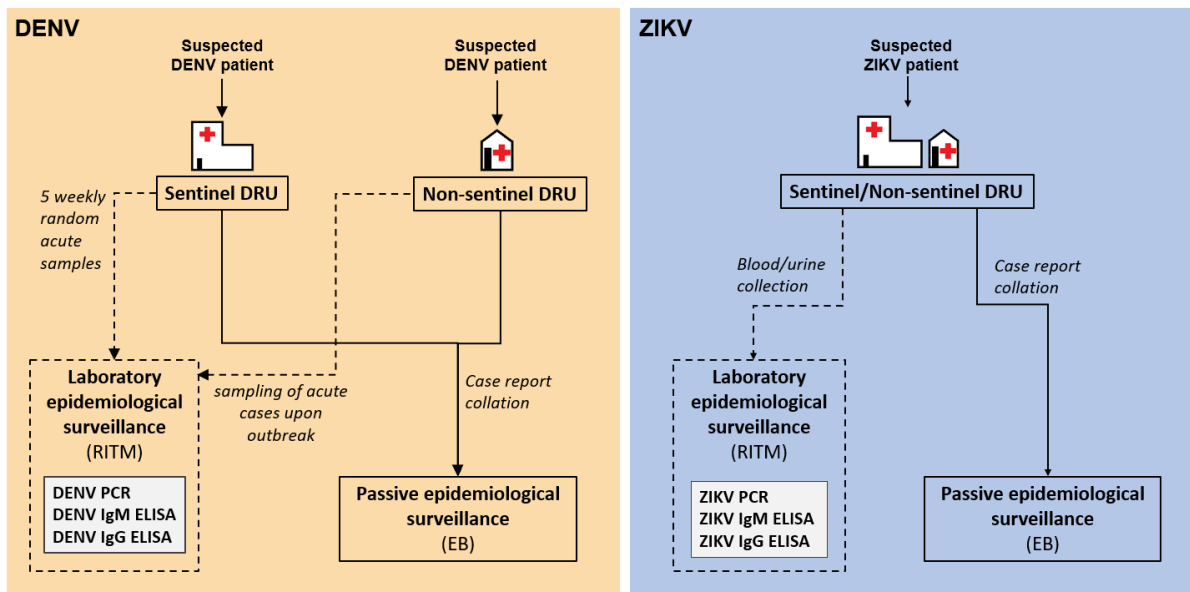 DENV
Suspected
DENV patient
Suspected
DENV patient
Sentinel DRU
Non-sentinel DRU
5 weekly
random
acute
samples
Laboratory
epidemiological
surveillance
(RITM)
DENV PCR
DENV IgM ELISA
DENV IgG ELISA
sampling of acute
cases upon
outbreak
Case report
collation
Passive epidemiological
surveillance
(EB)
ZIKV
Suspected
ZIKV patient
Sentinel/Non-sentinel DRU
Blood/urine
collection
Case report
collation
Laboratory
epidemiological
surveillance
(RITM)
ZIKV PCR
ZIKV IgM ELISA
ZIKV IgG ELISA
Passive epidemiological
surveillance
(EB)